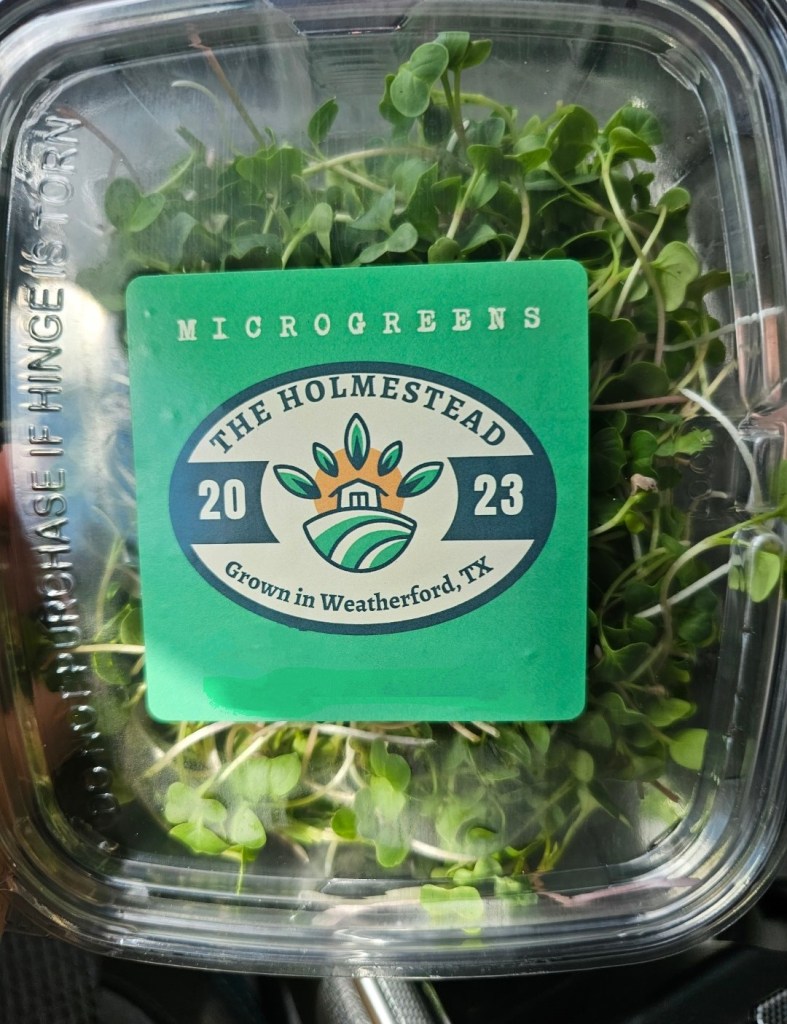 MICROGREENS
THE HOLMESTEAD
20 23
Grown in Weatherford, TX
DO NOT PURCHASE IF HINGE IS TORN